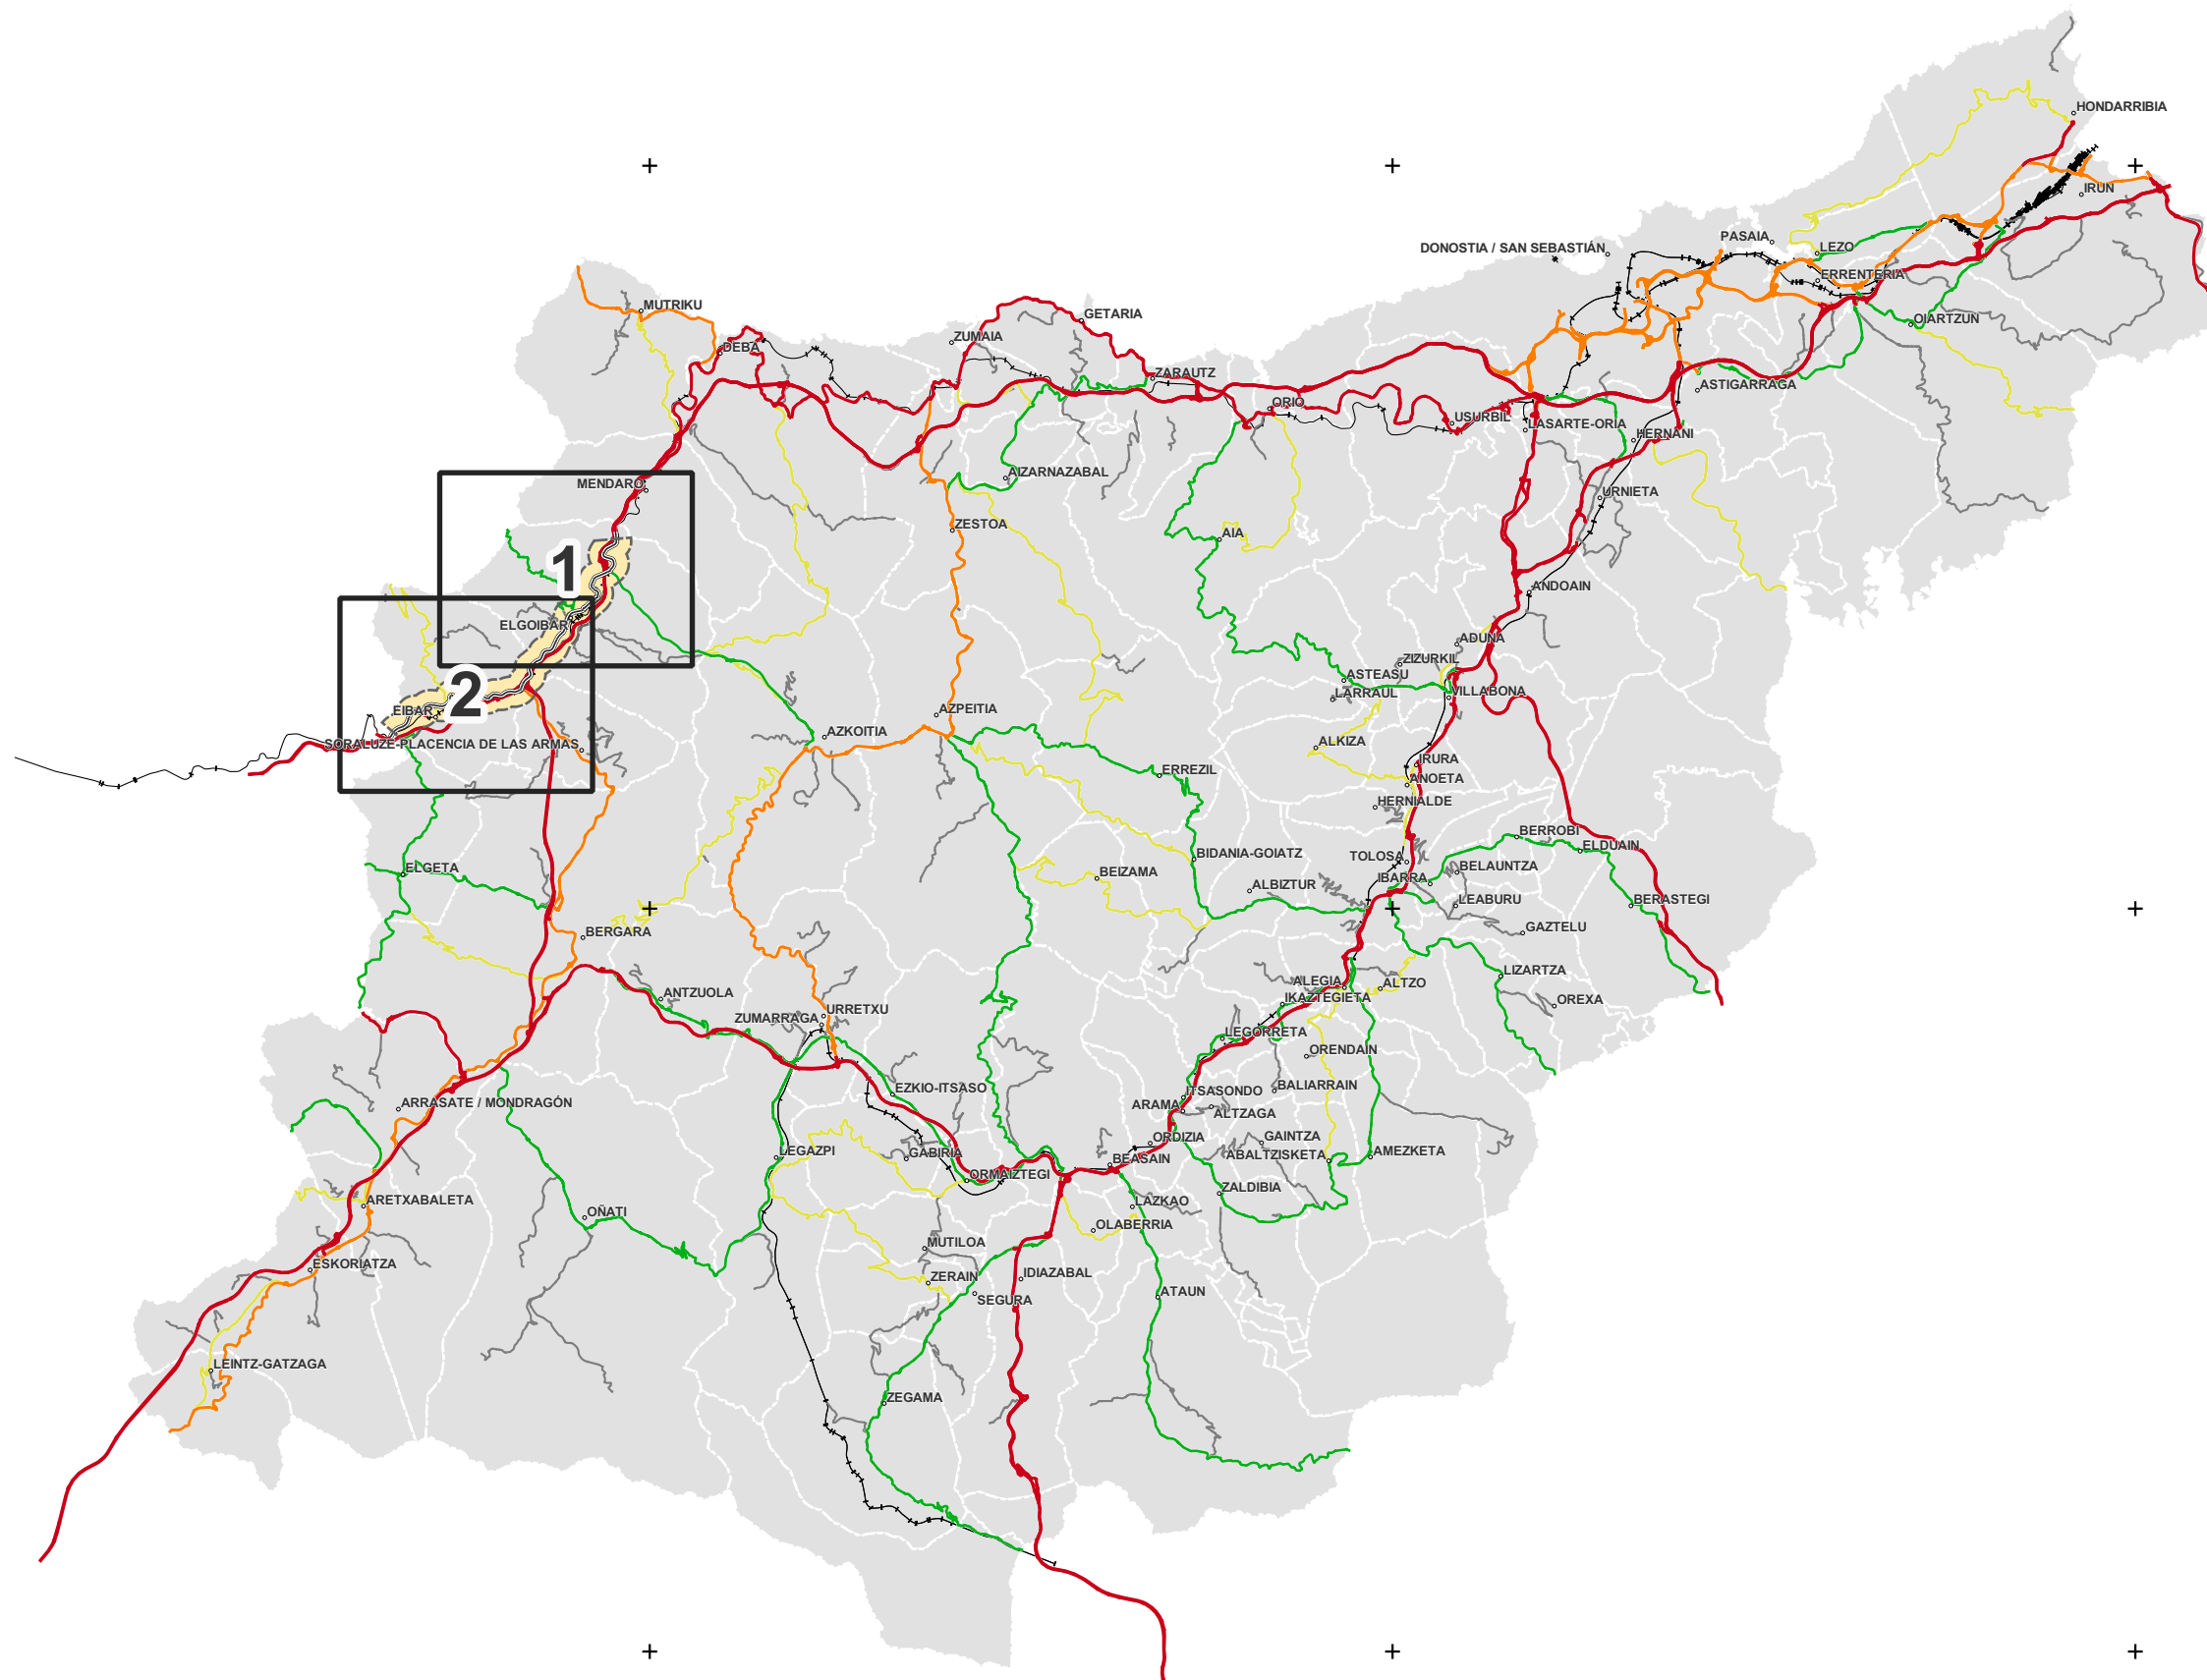 HONDARRIBIA
IRUN
PASAIA
DONOSTIA / SAN SEBASTIÁN
LEZO
ERRENTERIA
MUTRIKU
GETARIA
OIARTZUN
ZUMAIA
DEBA
ZARAUTZ
ASTIGARRAGA
ORIO
USURBIL
LASARTE-ORIA
HERNANI
AIZARNAZABAL
MENDARO
URNIETA
ZESTOA
AIA
1
ANDOAIN
ELGOIBAR
ADUNA
ZIZURKIL
ASTEASU
LARRAUL
VILLABONA
2
EIBAR
AZPEITIA
AZKOITIA
SORALUZE-PLACENCIA DE LAS ARMAS
ALKIZA
IRURA
ERREZIL
ANOETA
HERNIALDE
BERROBI
ELDUAIN
BIDANIA-GOIATZ
TOLOSA
BELAUNTZA
ELGETA
BEIZAMA
IBARRA
ALBIZTUR
LEABURU
BERASTEGI
GAZTELU
BERGARA
LIZARTZA
ALEGIA
ALTZO
ANTZUOLA
IKAZTEGIETA
OREXA
URRETXU
ZUMARRAGA
LEGORRETA
ORENDAIN
EZKIO-ITSASO
BALIARRAIN
ITSASONDO
ARRASATE / MONDRAGÓN
ARAMA
ALTZAGA
ORDIZIA
GAINTZA
LEGAZPI
GABIRIA
ABALTZISKETA
AMEZKETA
BEASAIN
ORMAIZTEGI
ZALDIBIA
ARETXABALETA
LAZKAO
OÑATI
OLABERRIA
MUTILOA
ESKORIATZA
IDIAZABAL
ZERAIN
ATAUN
SEGURA
LEINTZ-GATZAGA
ZEGAMA